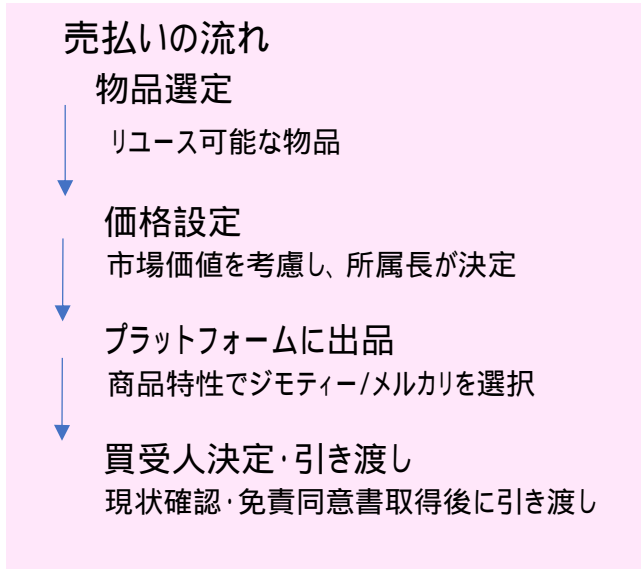 売払いの流れ
物品選定
リユース可能な物品
価格設定
市場価値を考慮し、所属長が決定
プラットフォームに出品
商品特性でジモティー/メルカリを選択
買受人決定・引き渡し
現状確認・免責同意書取得後に引き渡し